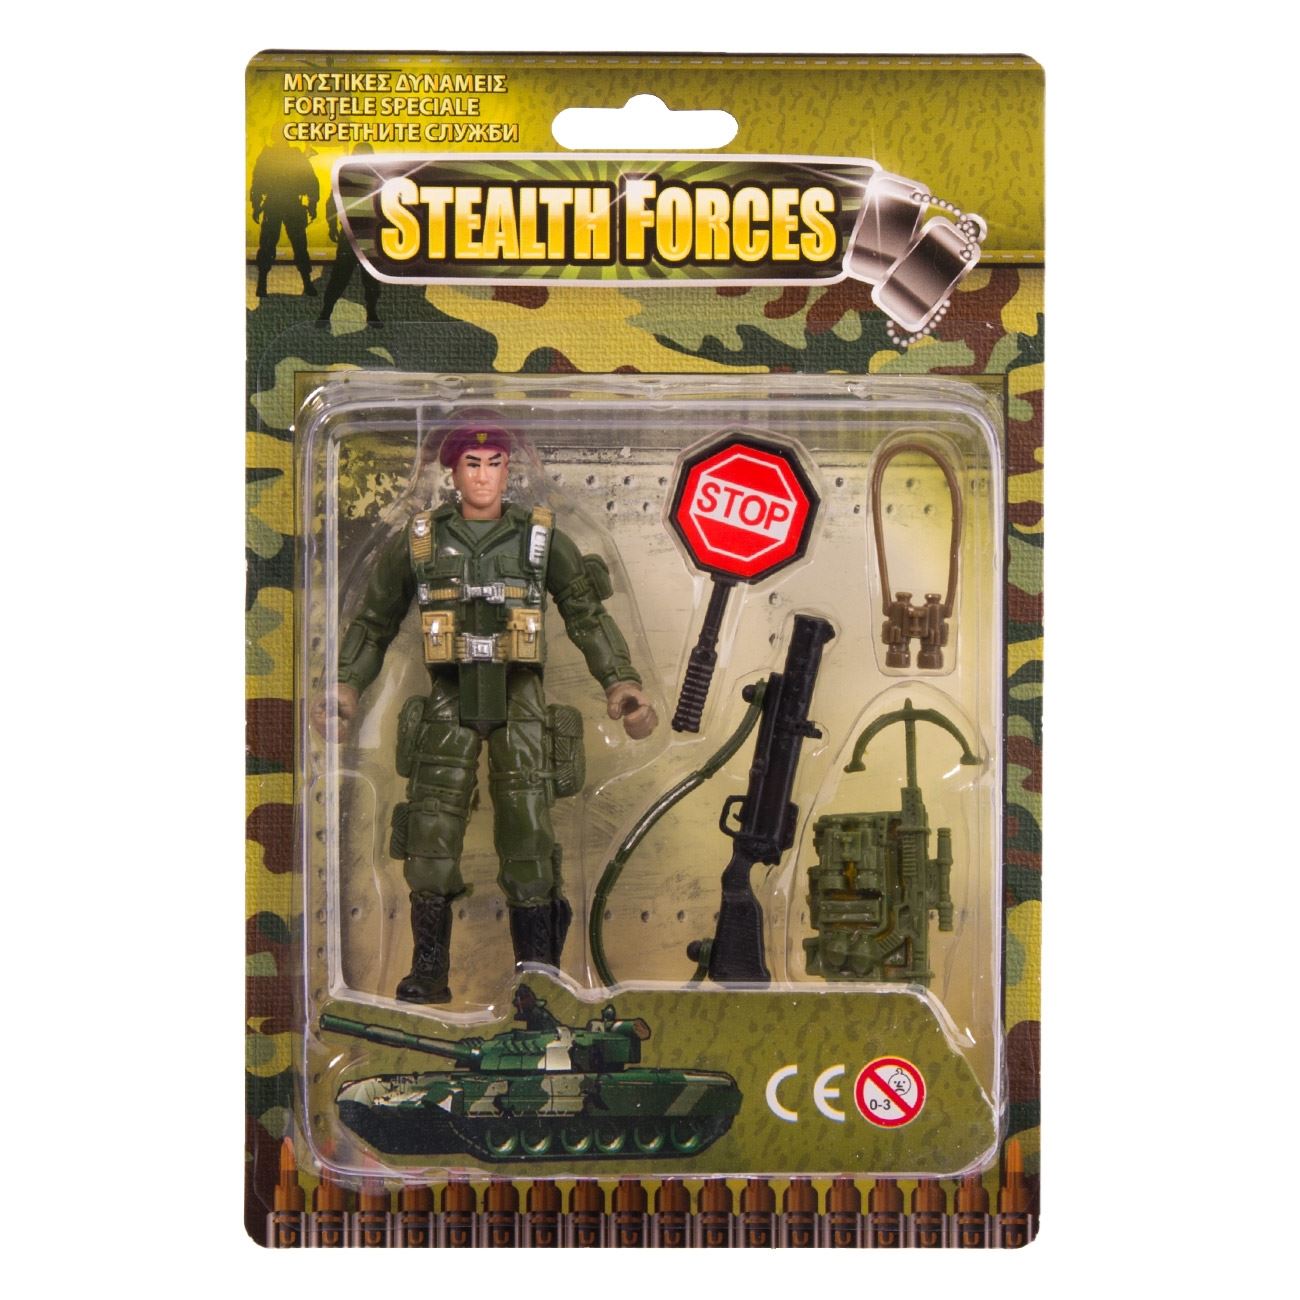 ΜΥΣΤΙΚΕΣ ΔΥΝΑΜΕΙΣ
FORȚELE SPECIALE
СЕКРЕТНИТЕ СЛУЖБИ
STEALTH FORCES
STOP
CE
0-3